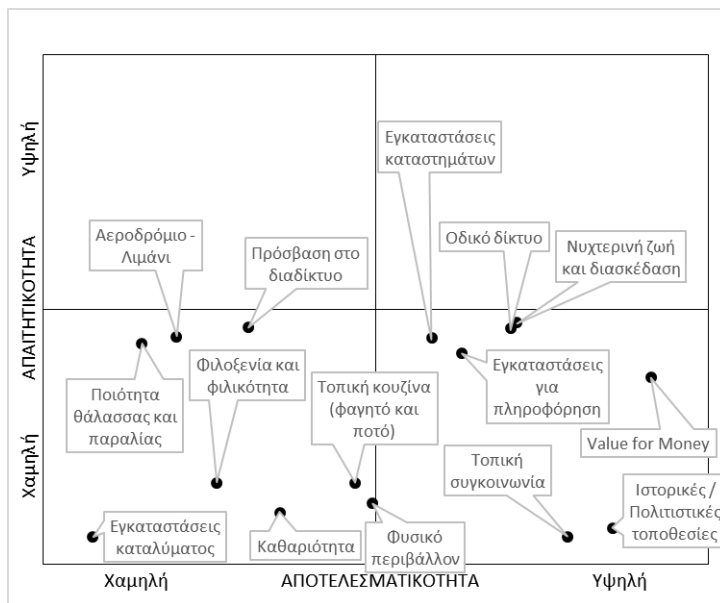 Υψηλή
ΑΠΑΙΤΗΤΙΚΟΤΗΤΑ
Χαμηλή
Εγκαταστάσεις
καταστημάτων
Αεροδρόμιο -
Λιμάνι
Πρόσβαση στο
διαδίκτυο
Οδικό δίκτυο
Νυχτερινή ζωή
και διασκέδαση
Ποιότητα
θάλασσας και
παραλίας
Φιλοξενία και
φιλικότητα
Τοπική κουζίνα
(φαγητό και
ποτό)
Εγκαταστάσεις
για
πληροφόρηση
Value for Money
Τοπική
συγκοινωνία
Ιστορικές /
Πολιτιστικές
τοποθεσίες
Εγκαταστάσεις
καταλύματος
Καθαριότητα
Φυσικό
περιβάλλον
Χαμηλή
ΑΠΟΤΕΛΕΣΜΑΤΙΚΟΤΗΤΑ
Υψηλή